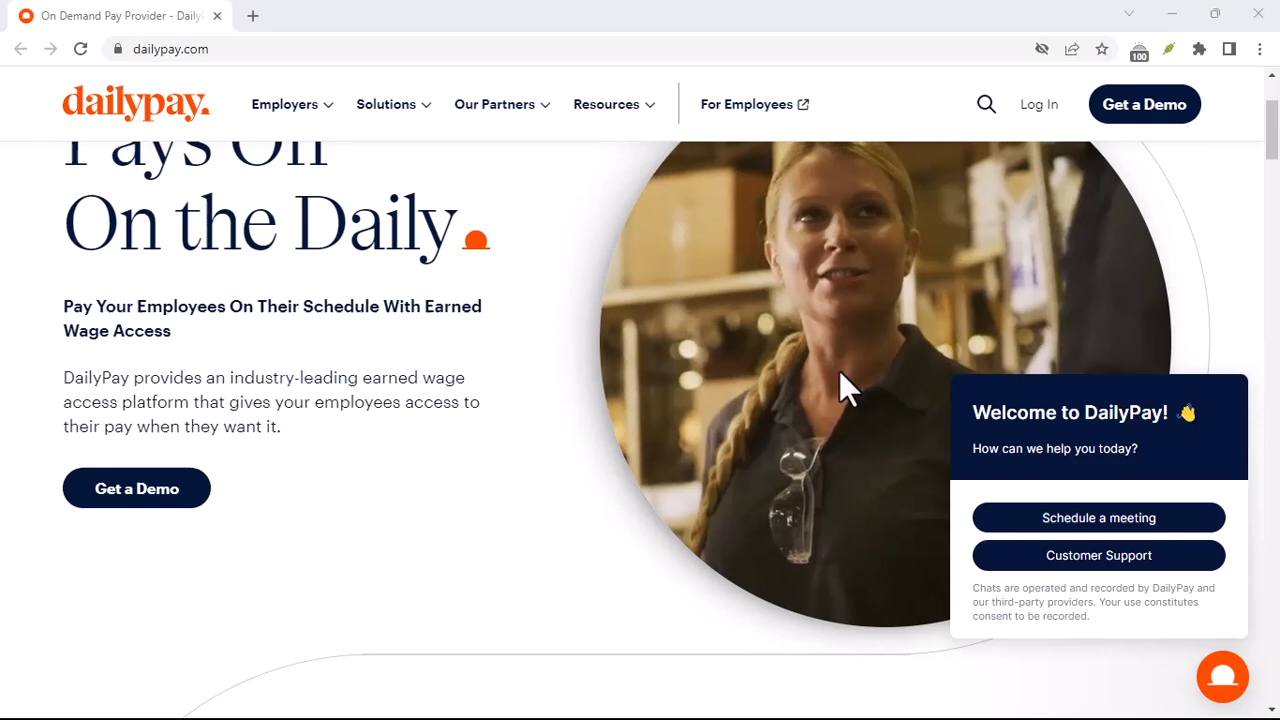 On Demand Pay Provider - Daily
dailypay.com
100
dailypay.
Employers
Solutions
Our Partners
Resources
For Employees
Log In
Get a Demo
Pays On
On the Daily
Pay Your Employees On Their Schedule With Earned
Wage Access
DailyPay provides an industry-leading earned wage
access platform that gives your employees access to
their pay when they want it.
Get a Demo
Welcome to DailyPay! 👋
How can we help you today?
Schedule a meeting
Customer Support
Chats are operated and recorded by DailyPay and
our third-party providers. Your use constitutes
consent to be recorded.